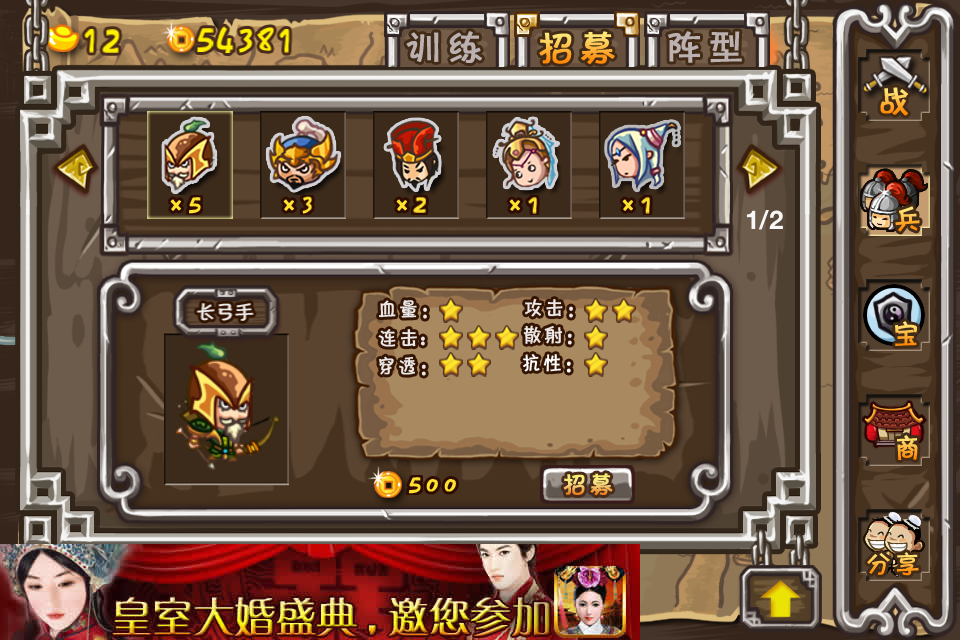 12
54381
训练
招募
阵型
×5
×3
×2
×1
×1
1/2
长弓手
血量：
攻击：
连击：
散射：
穿透：
抗性：
500
招募
战
兵
宝
商
分享
皇室大婚盛典，邀您参加